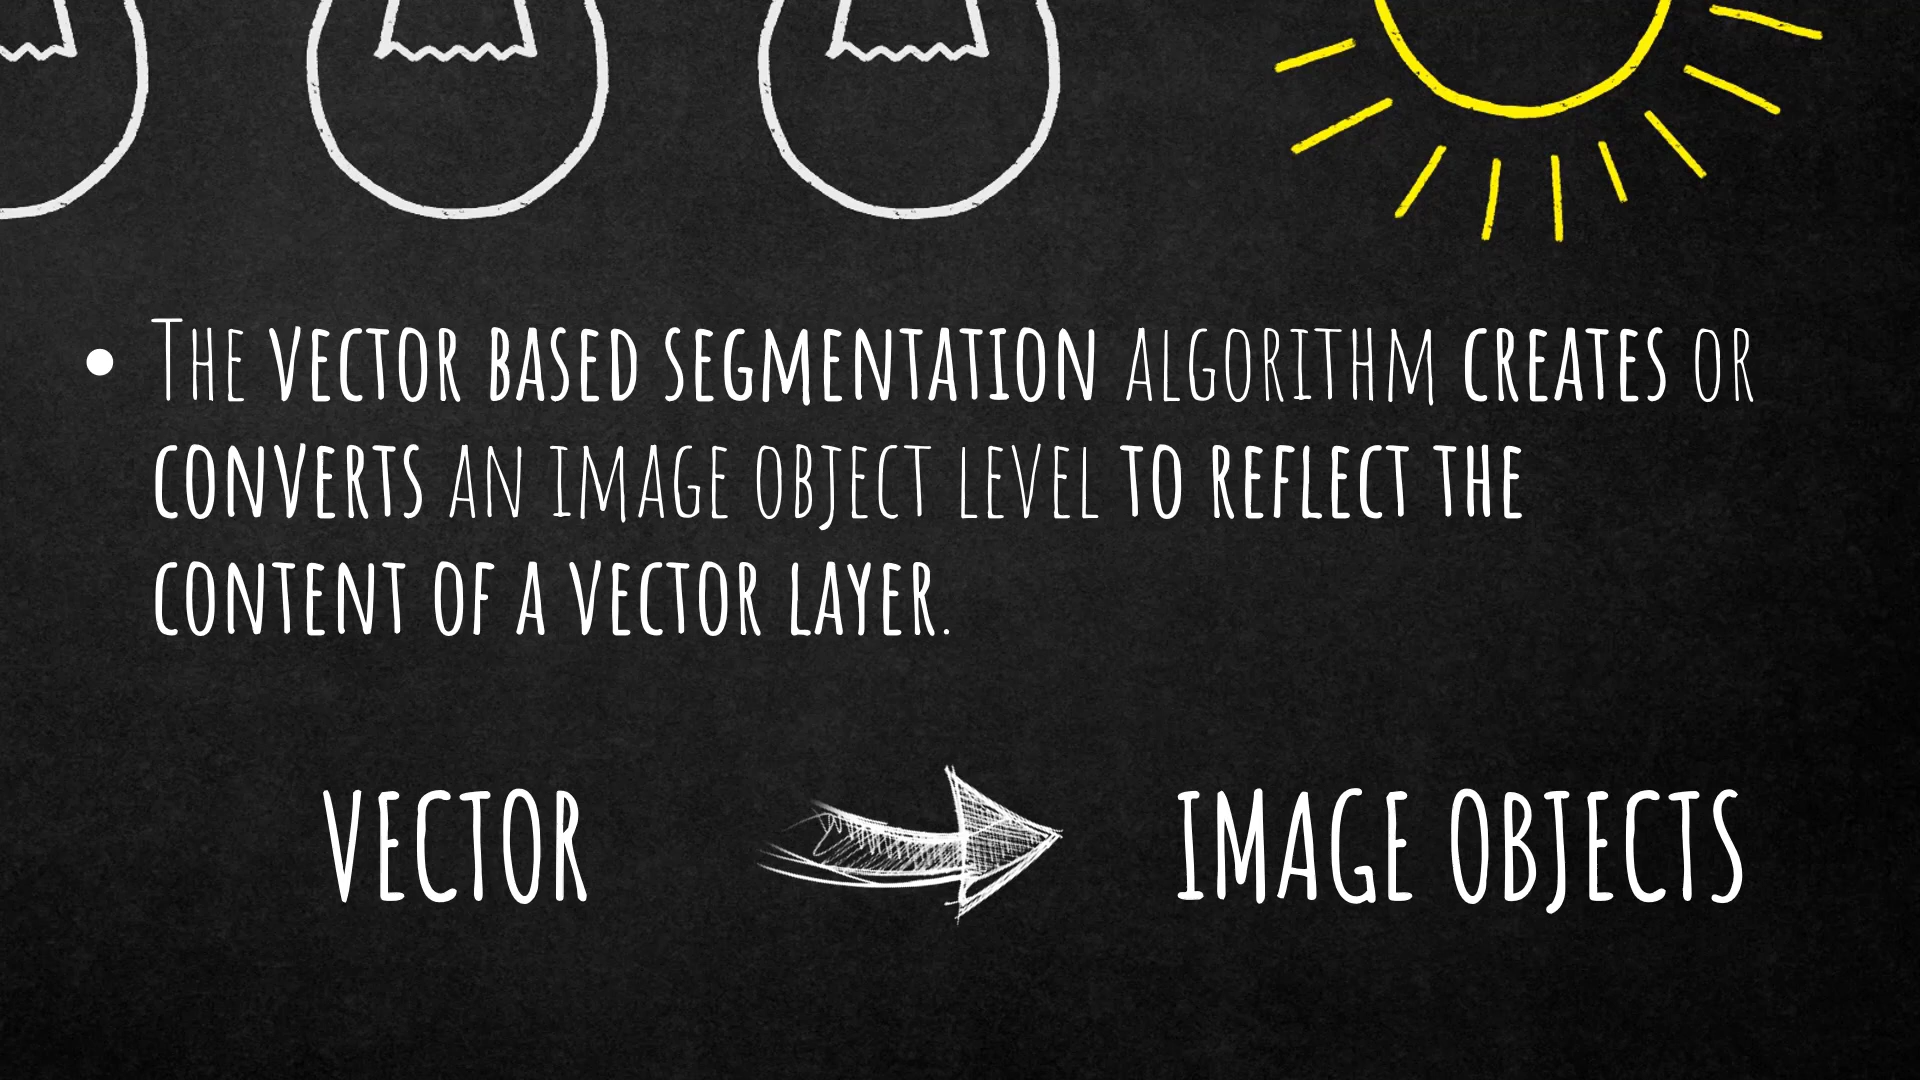 • The vector based segmentation algorithm creates or
converts an image object level to reflect the
content of a vector layer.
VECTOR
IMAGE OBJECTS